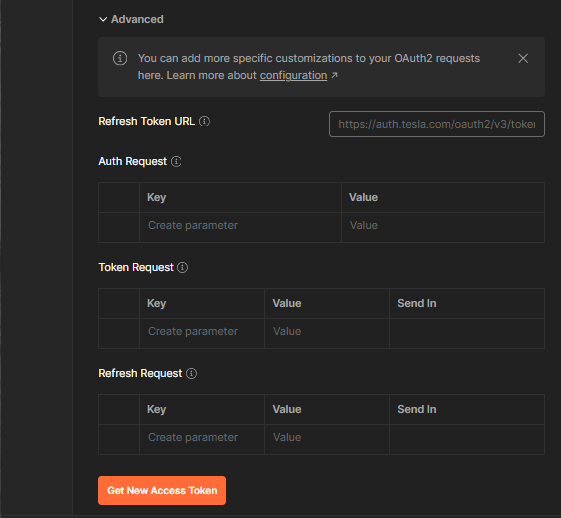 Advanced
You can add more specific customizations to your OAuth2 requests
here. Learn more about configuration ↗
Refresh Token URL
https://auth.tesla.com/oauth2/v3/token
Auth Request
Key Value
Create parameter Value
Token Request
Key Value Send In
Create parameter Value
Refresh Request
Key Value Send In
Create parameter Value
Get New Access Token